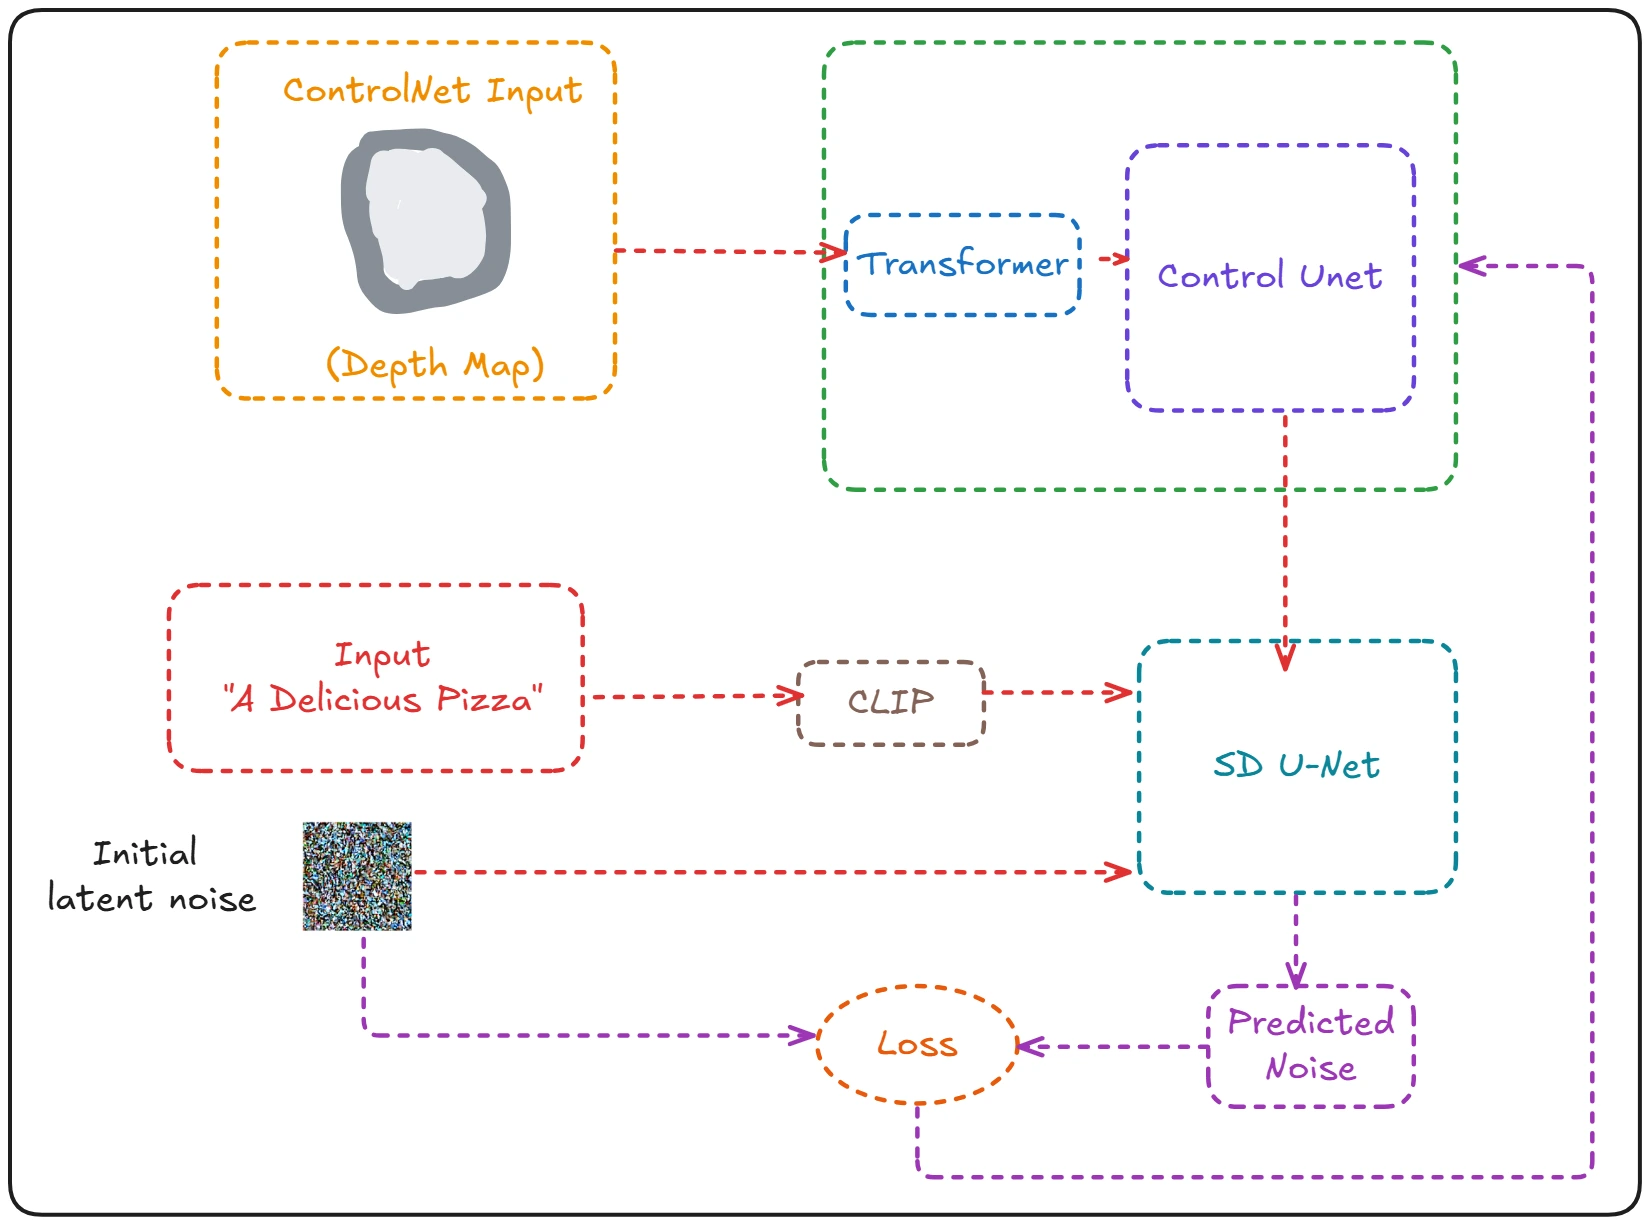 ControlNet Input
(Depth Map)
Transformer
Control Unet
Input
"A Delicious Pizza"
CLIP
SD U-Net
Initial
latent noise
Loss
Predicted
Noise